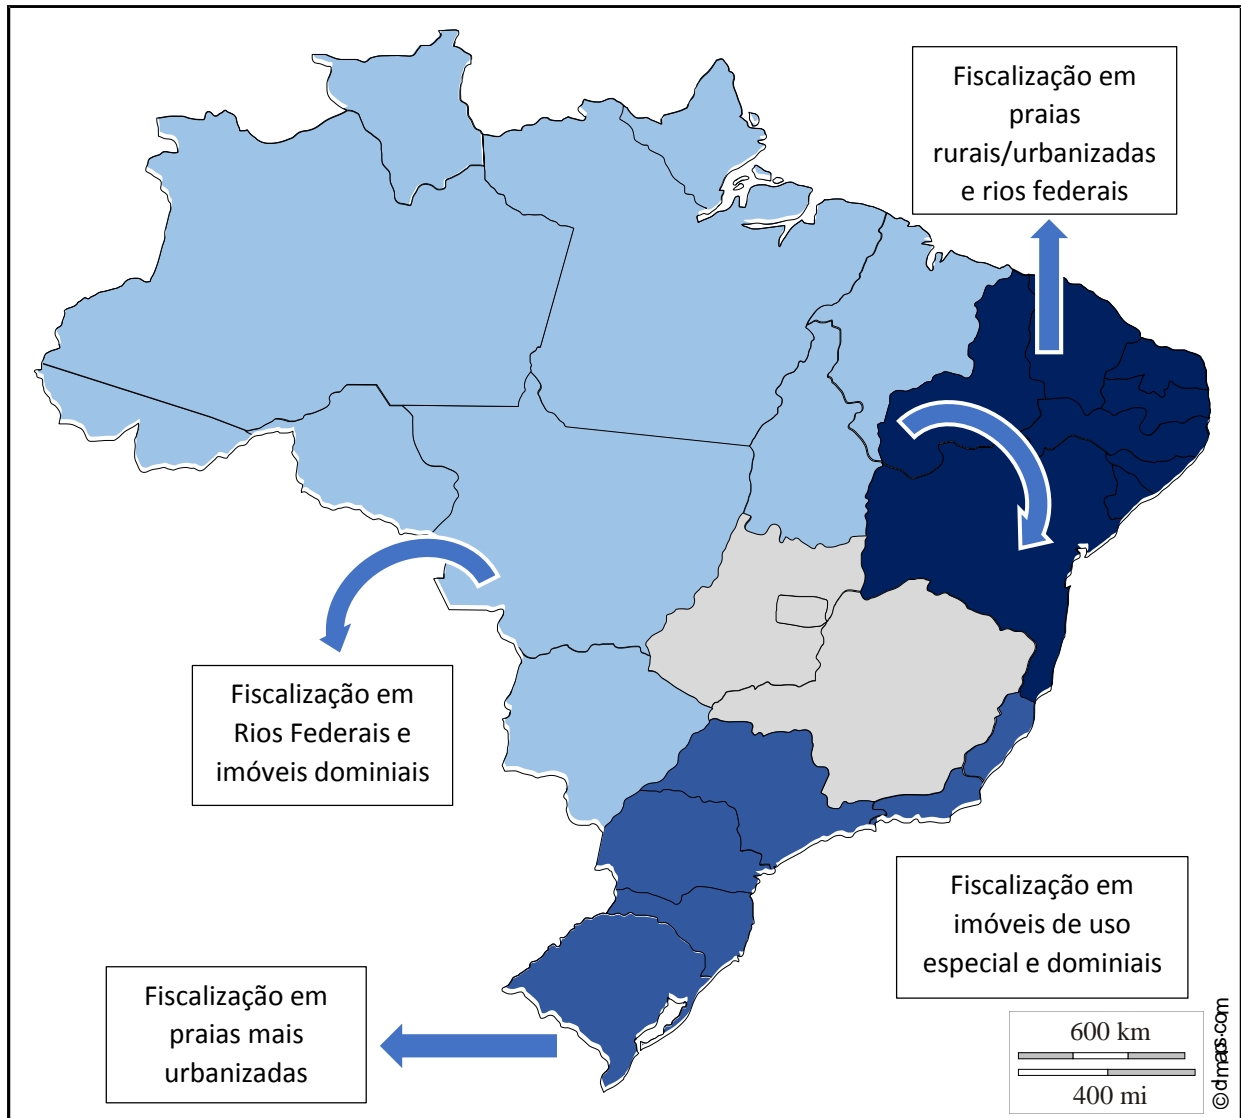 Fiscalização em
praias
rurais/urbanizadas
e rios federais
Fiscalização em
Rios Federais e
imóveis dominiais
Fiscalização em
imóveis de uso
especial e dominiais
Fiscalização em
praias mais
urbanizadas
600 km
400 mi
©dmaps.com